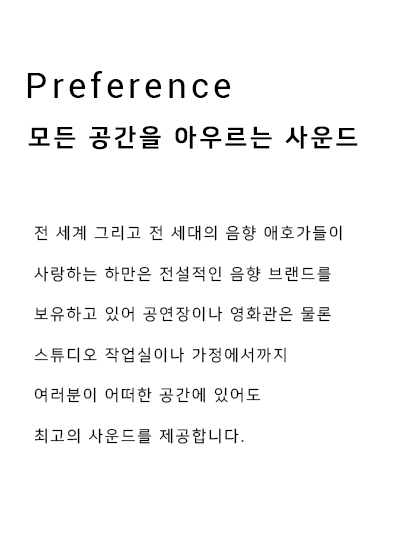 Preference
모든 공간을 아우르는 사운드
전 세계 그리고 전 세대의 음향 애호가들이
사랑하는 하만은 전설적인 음향 브랜드를
보유하고 있어 공연장이나 영화관은 물론
스튜디오 작업실이나 가정에서까지
여러분이 어떠한 공간에 있어도
최고의 사운드를 제공합니다.